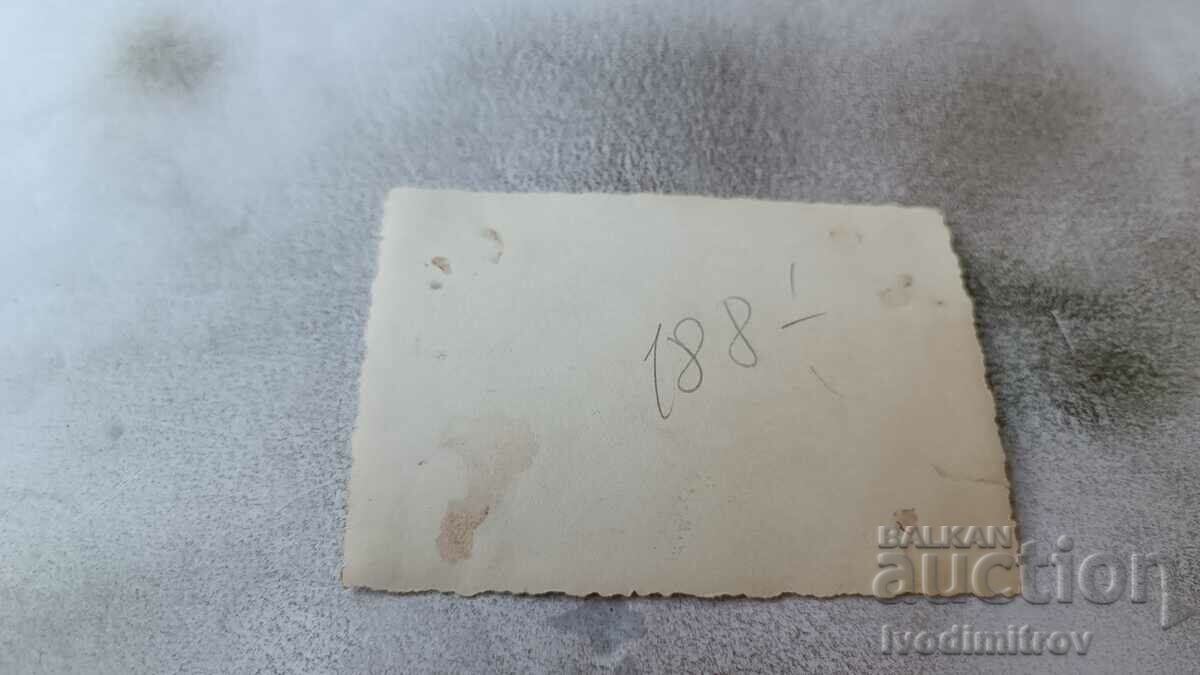 188 -
BALKAN
auction
Ivodimitrov